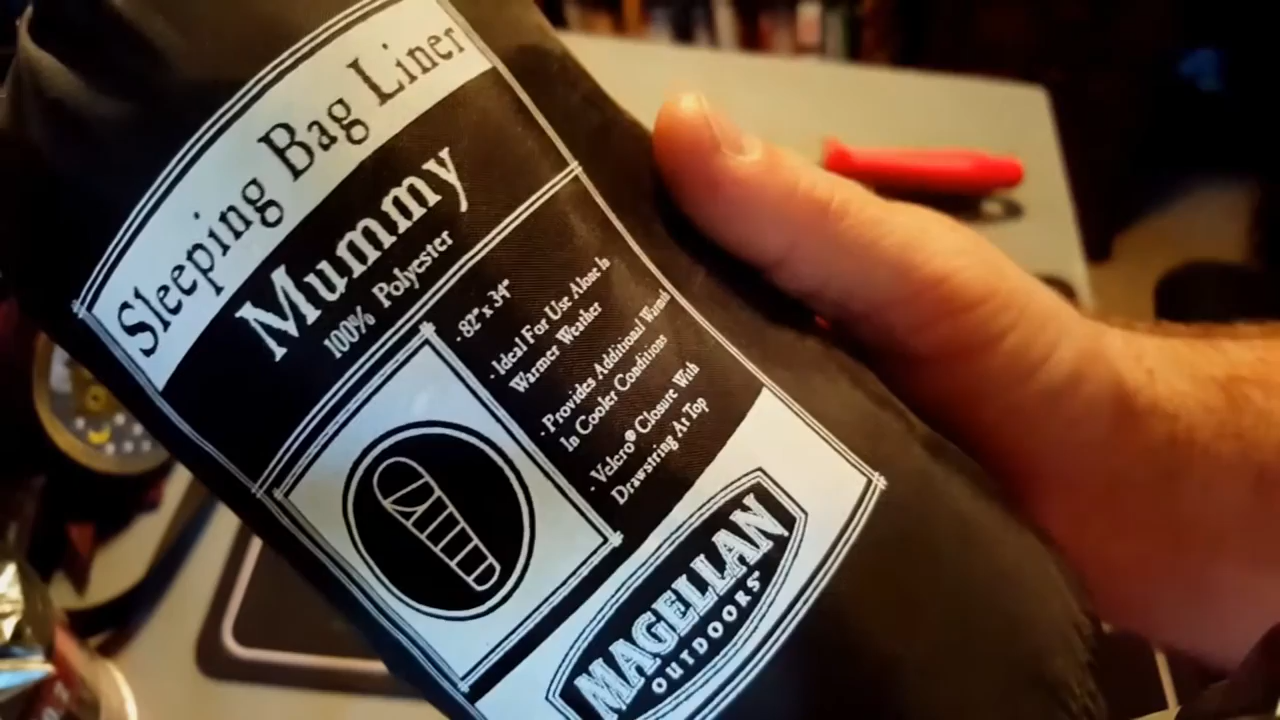 Sleeping Bag Liner
Mummy
100% Polyester
· 82" x 34"
· Ideal For Use Alone In
Warmer Weather
· Provides Additional Warmth
In Cooler Conditions
· Velcro® Closure With
Drawstring At Top
MAGELLAN
OUTDOORS